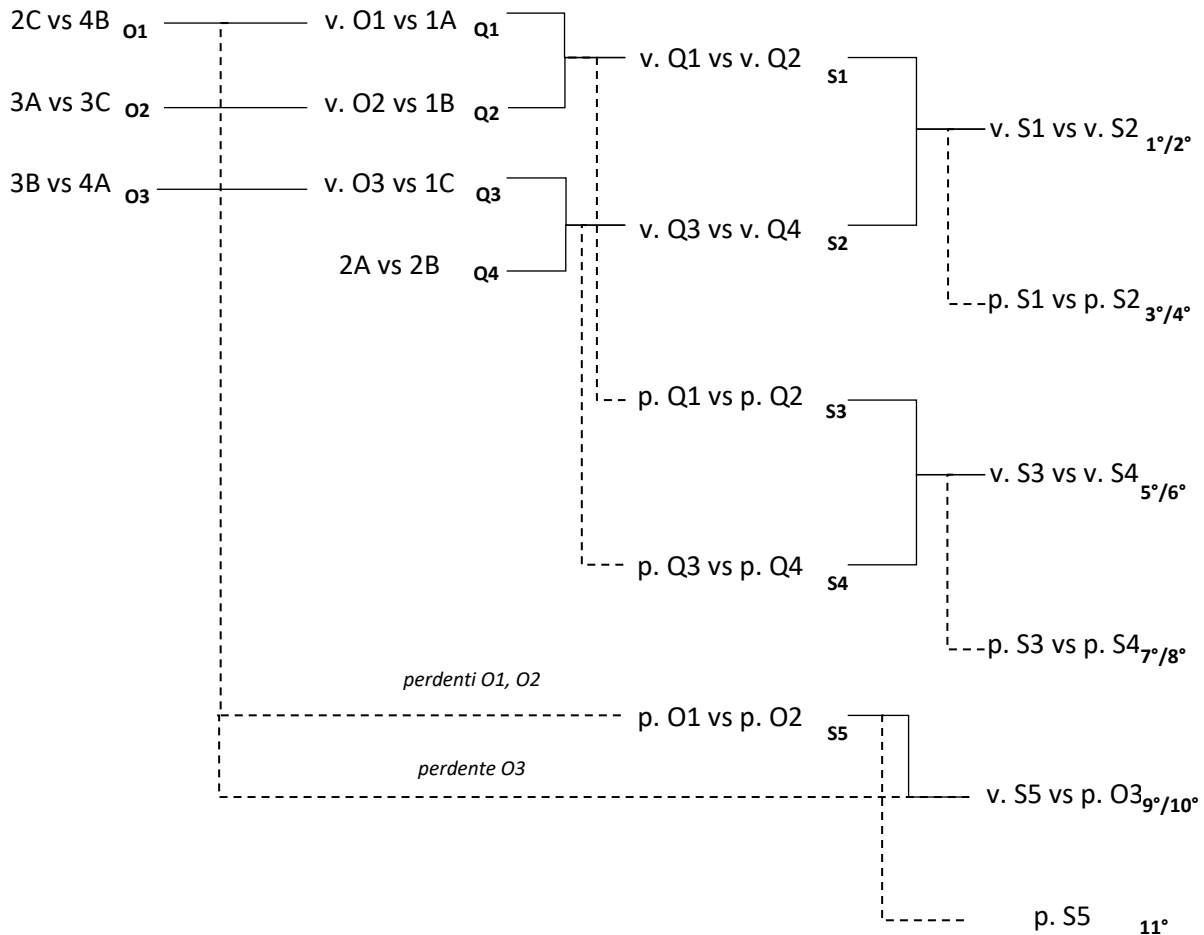 2C vs 4B O1 v. O1 vs 1A Q1
v. Q1 vs v. Q2 S1
3A vs 3C O2 v. O2 vs 1B Q2
v. S1 vs v. S2 1°/2°
3B vs 4A O3 v. O3 vs 1C Q3
v. Q3 vs v. Q4 S2
2A vs 2B Q4
p. S1 vs p. S2 3°/4°
p. Q1 vs p. Q2 S3
v. S3 vs v. S4 5°/6°
p. Q3 vs p. Q4 S4
p. S3 vs p. S4 7°/8°
perdenti O1, O2
p. O1 vs p. O2 S5
perdente O3
v. S5 vs p. O3 9°/10°
p. S5 11°